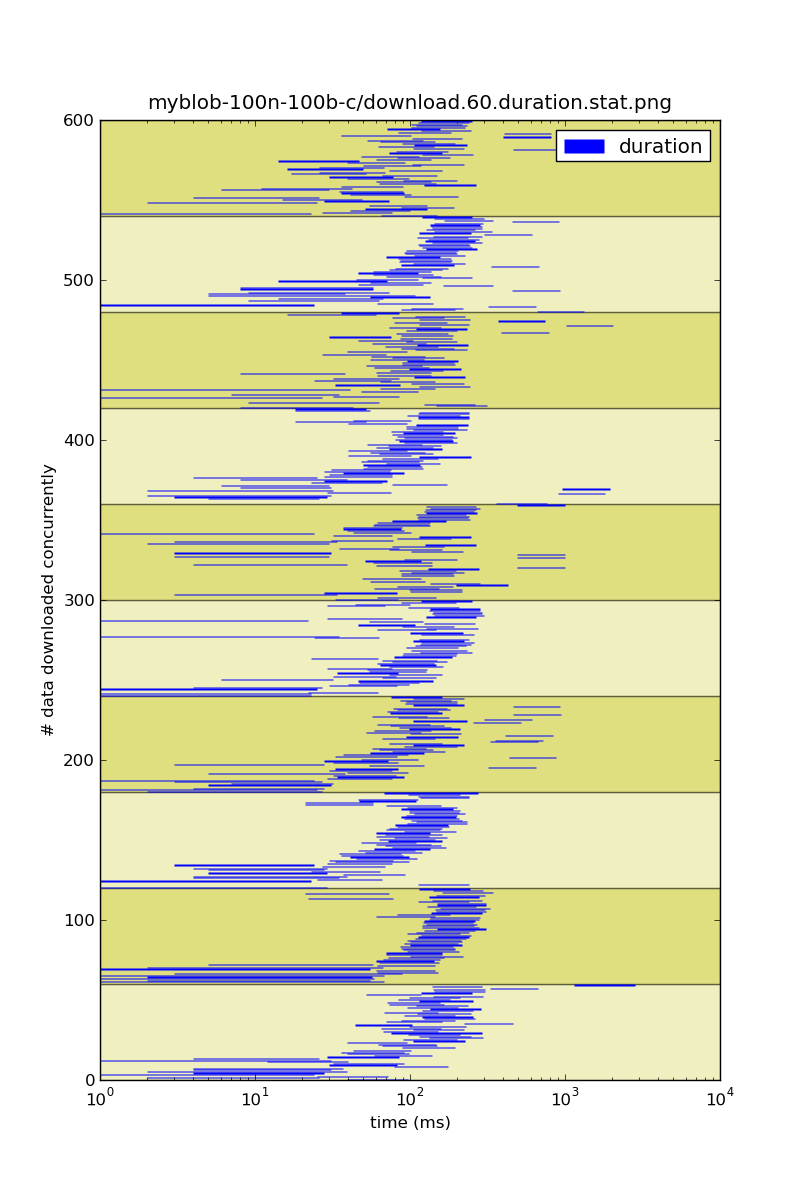 myblob-100n-100b-c/download.60.duration.stat.png
duration
600
500
400
300
200
100
0
# data downloaded concurrently
10^0 10^1 10^2 10^3 10^4
time (ms)